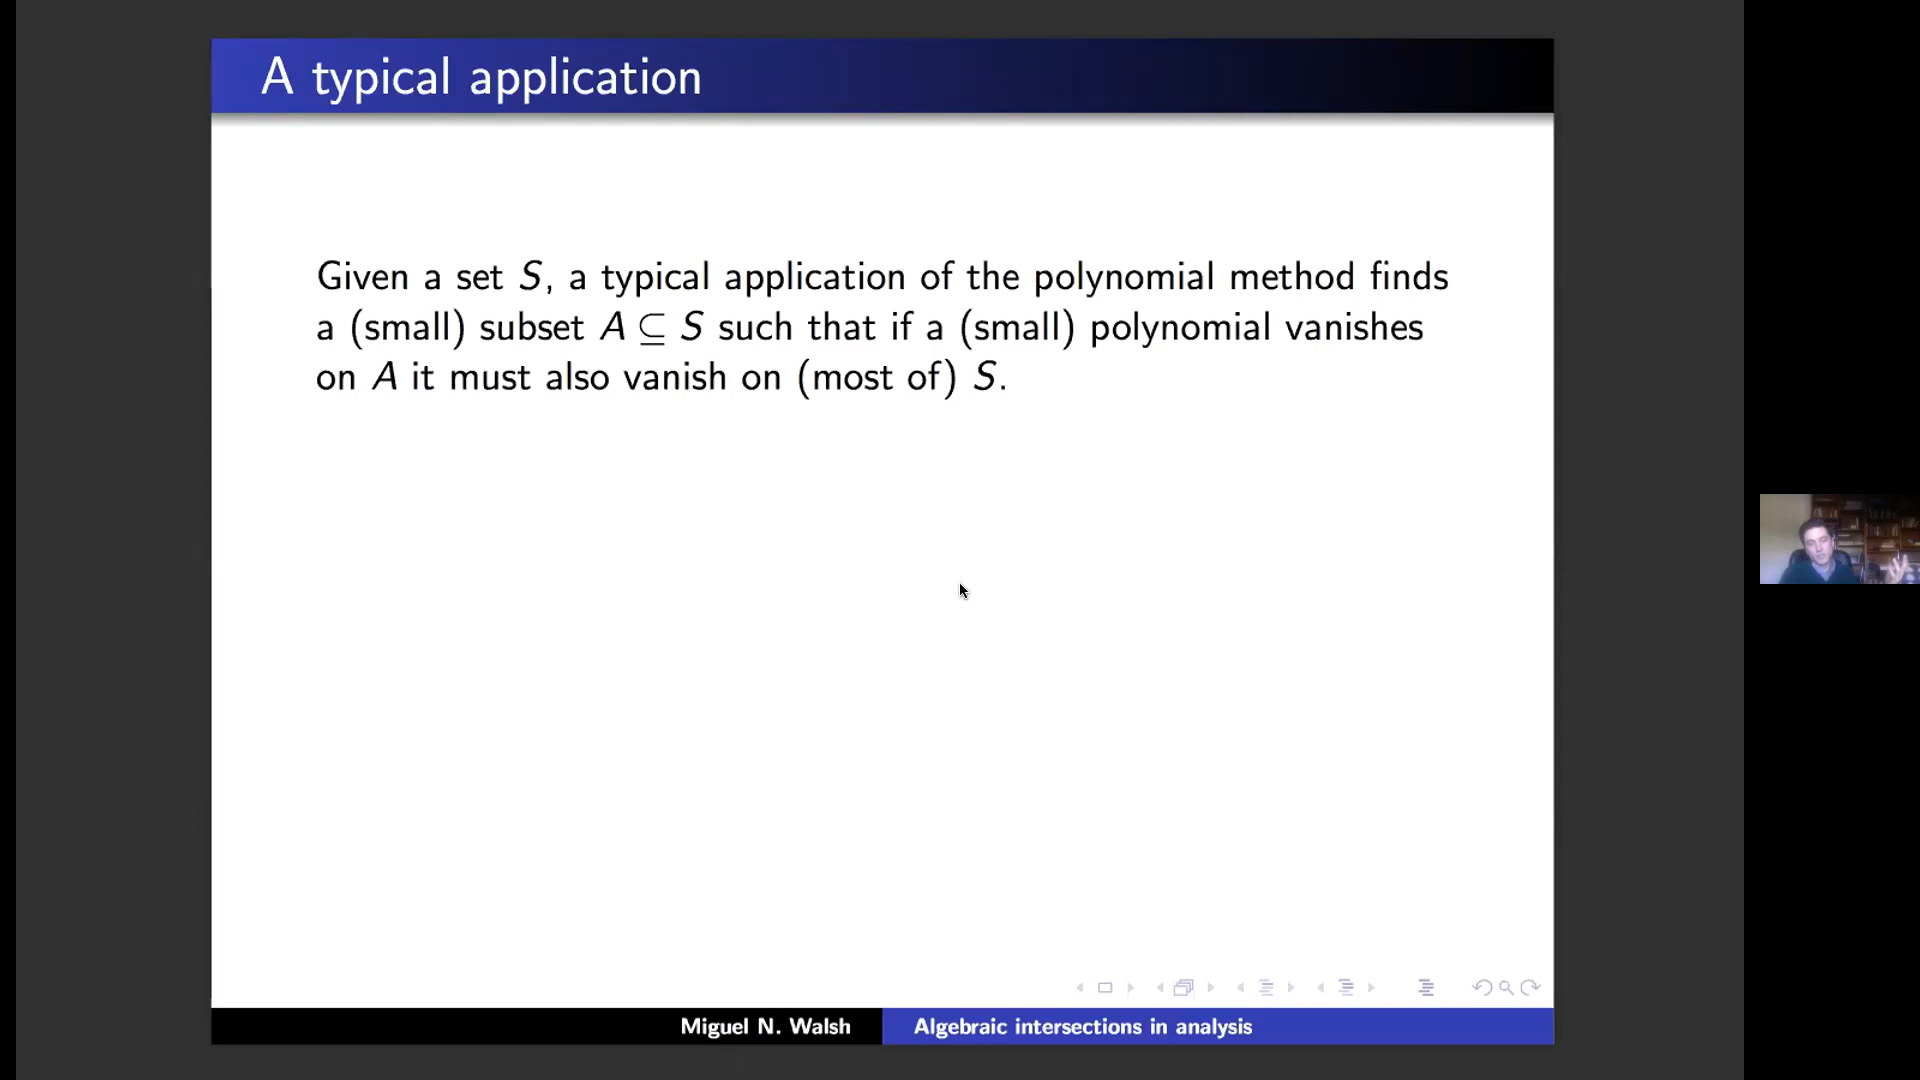 A typical application
Given a set S, a typical application of the polynomial method finds
a (small) subset A ⊆ S such that if a (small) polynomial vanishes
on A it must also vanish on (most of) S.
Miguel N. Walsh
Algebraic intersections in analysis